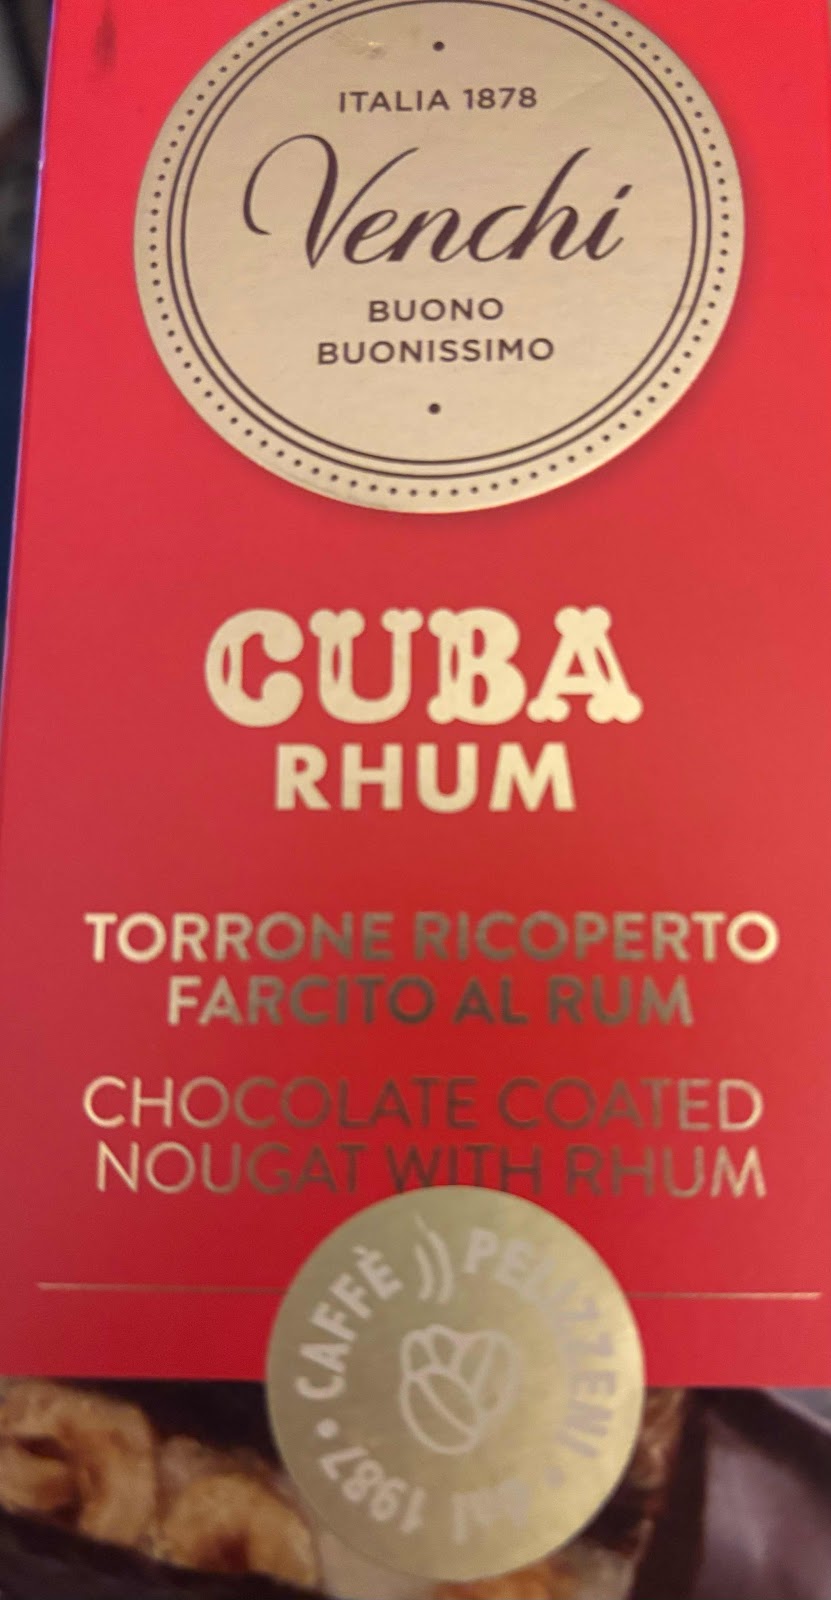 ITALIA 1878
Venchi
BUONO
BUONISSIMO
CUBA
RHUM
TORRONE RICOPERTO
FARCITO AL RUM
CHOCOLATE COATED
NOUGAT WITH RHUM
CAFFÈ PELIZZENI • dal 1987 •